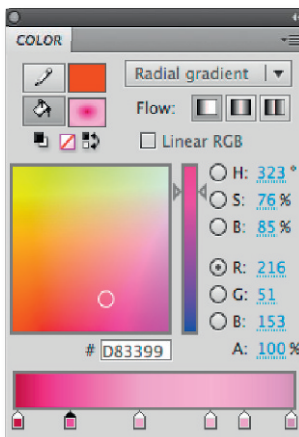 COLOR
Radial gradient
Flow:
Linear RGB
H: 323 °
S: 76 %
B: 85 %
R: 216
G: 51
B: 153
# D83399
A: 100 %